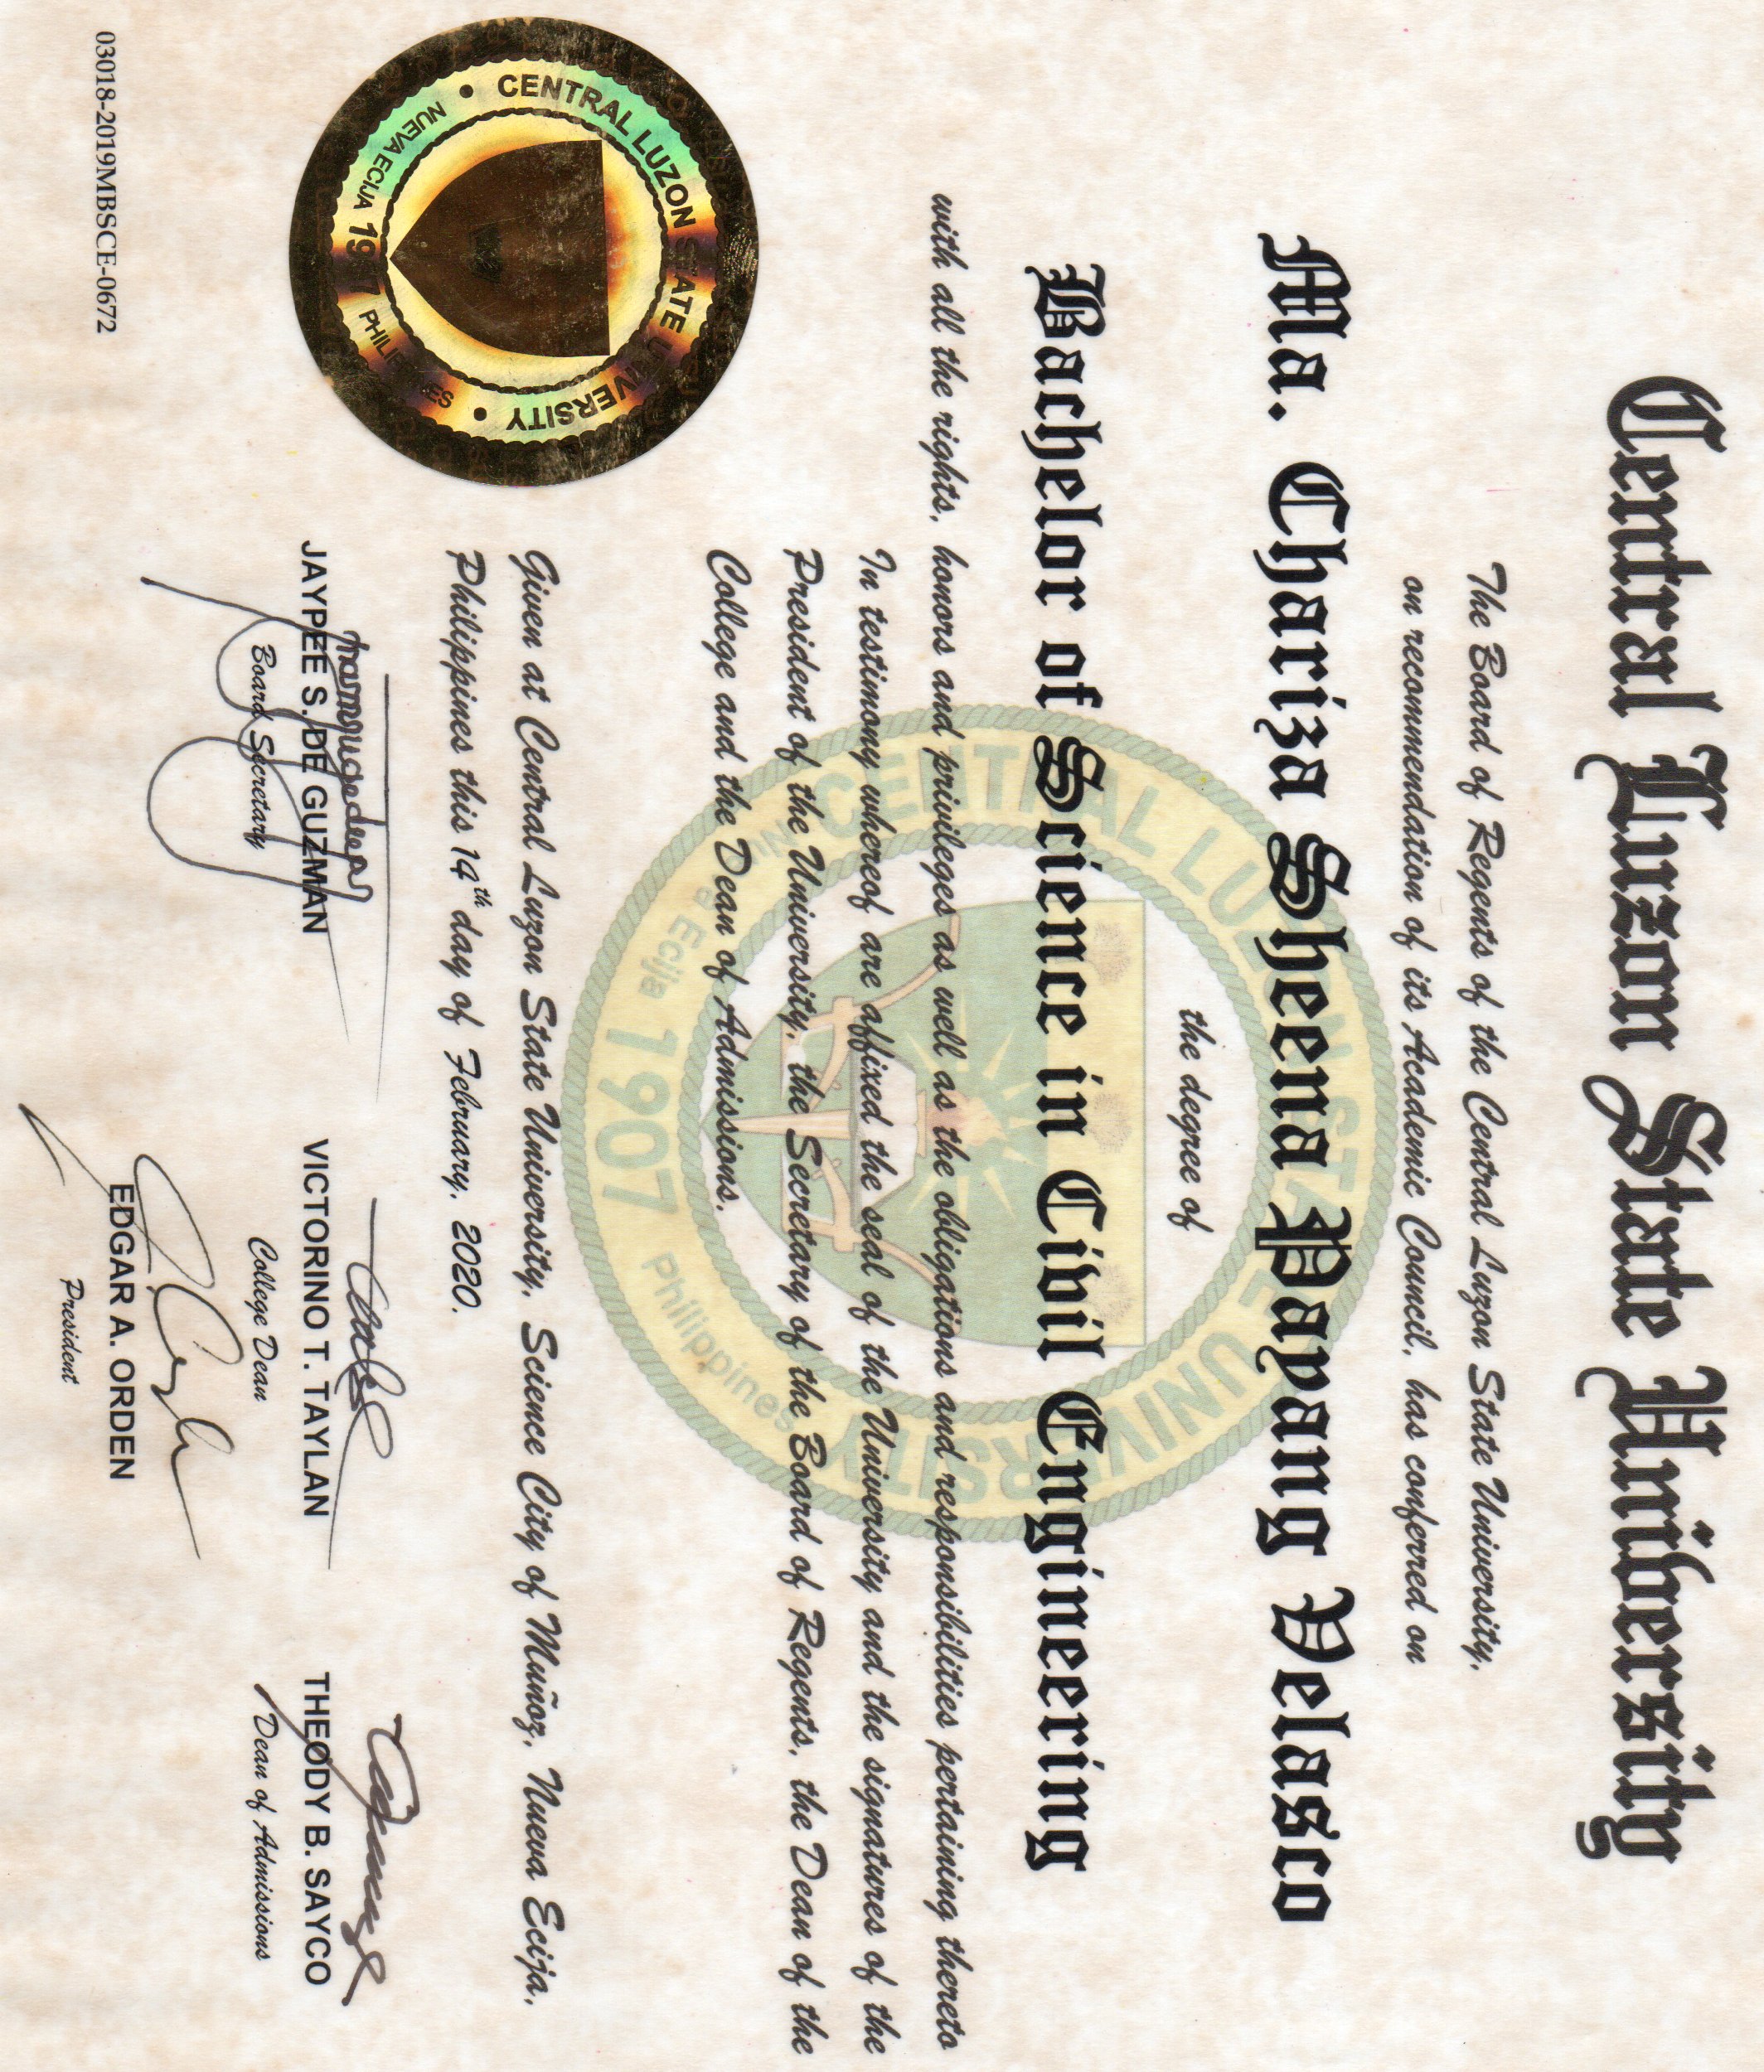 Central Luzon State University
The Board of Regents of the Central Luzon State University,
on recommendation of its Academic Council, has conferred on
Ma. Chariza Sheena Payang Velasco
the degree of
Bachelor of Science in Civil Engineering
with all the rights, honors and privileges as well as the obligations and responsibilities pertaining thereto
In testimony whereof are affixed the seal of the University and the signatures of the
President of the University, the Secretary of the Board of Regents, the Dean of the
College and the Dean of Admissions.
Given at Central Luzon State University, Science City of Muñoz, Nueva Ecija,
Philippines this 14th day of February, 2020.
CENTRAL LUZON STATE UNIVERSITY
1907 Philippines
CENTRAL LUZON STATE UNIVERSITY
NUEVA ECIJA 1907 PHILIPPINES
JAYPEE S. DE GUZMAN
Board Secretary
VICTORINO T. TAYLAN
College Dean
THEODY B. SAYCO
Dean of Admissions
EDGAR A. ORDEN
President
03018-2019MBSCE-0672